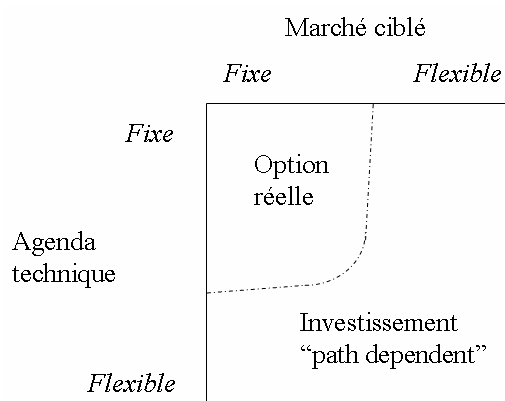 Marché ciblé
Fixe
Flexible
Fixe
Option
réelle
Agenda
technique
Investissement
“path dependent”
Flexible